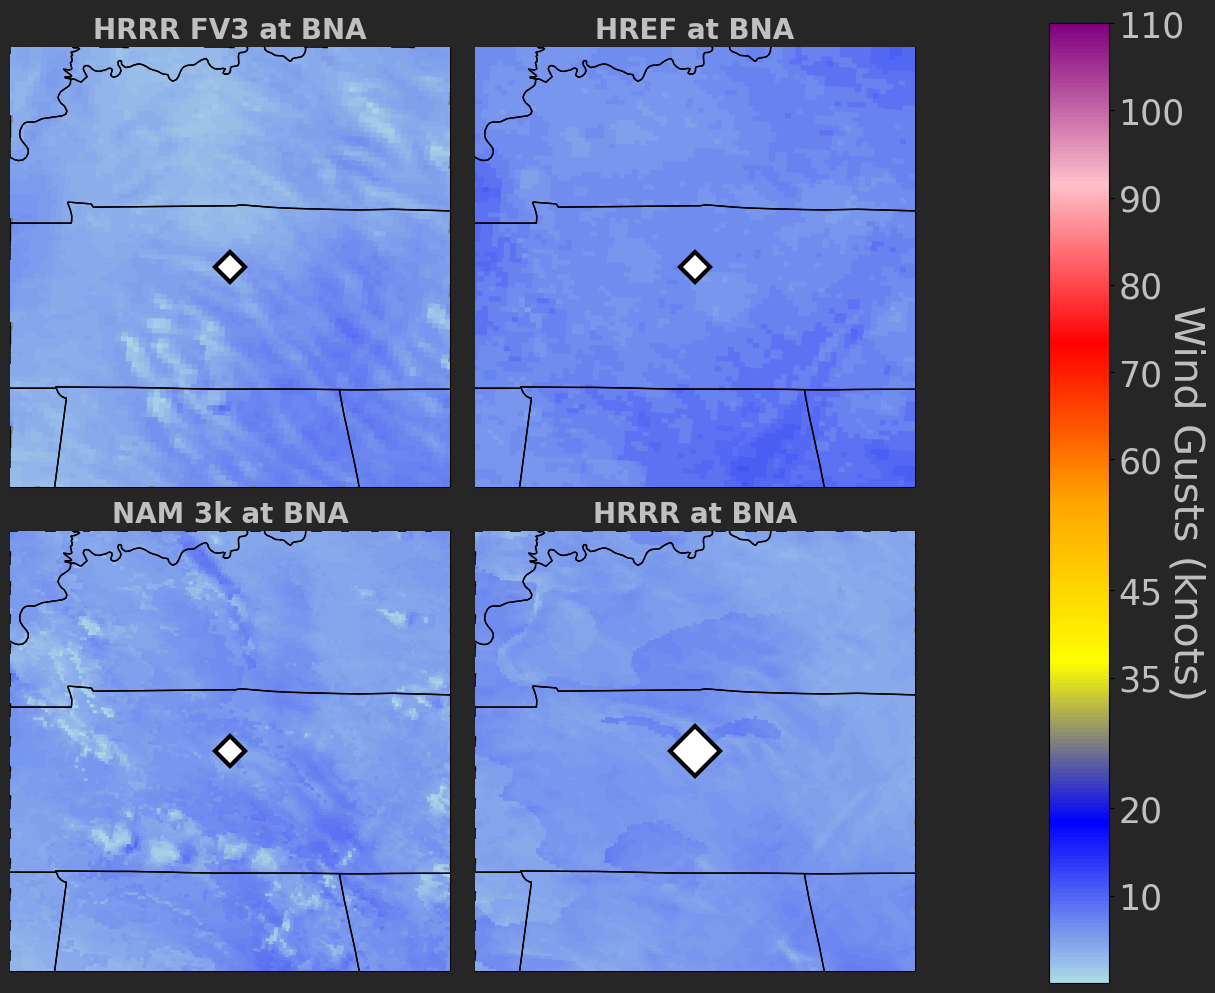 HRRR FV3 at BNA
HREF at BNA
NAM 3k at BNA
HRRR at BNA
110
100
90
80
70
60
45
35
20
10
Wind Gusts (knots)